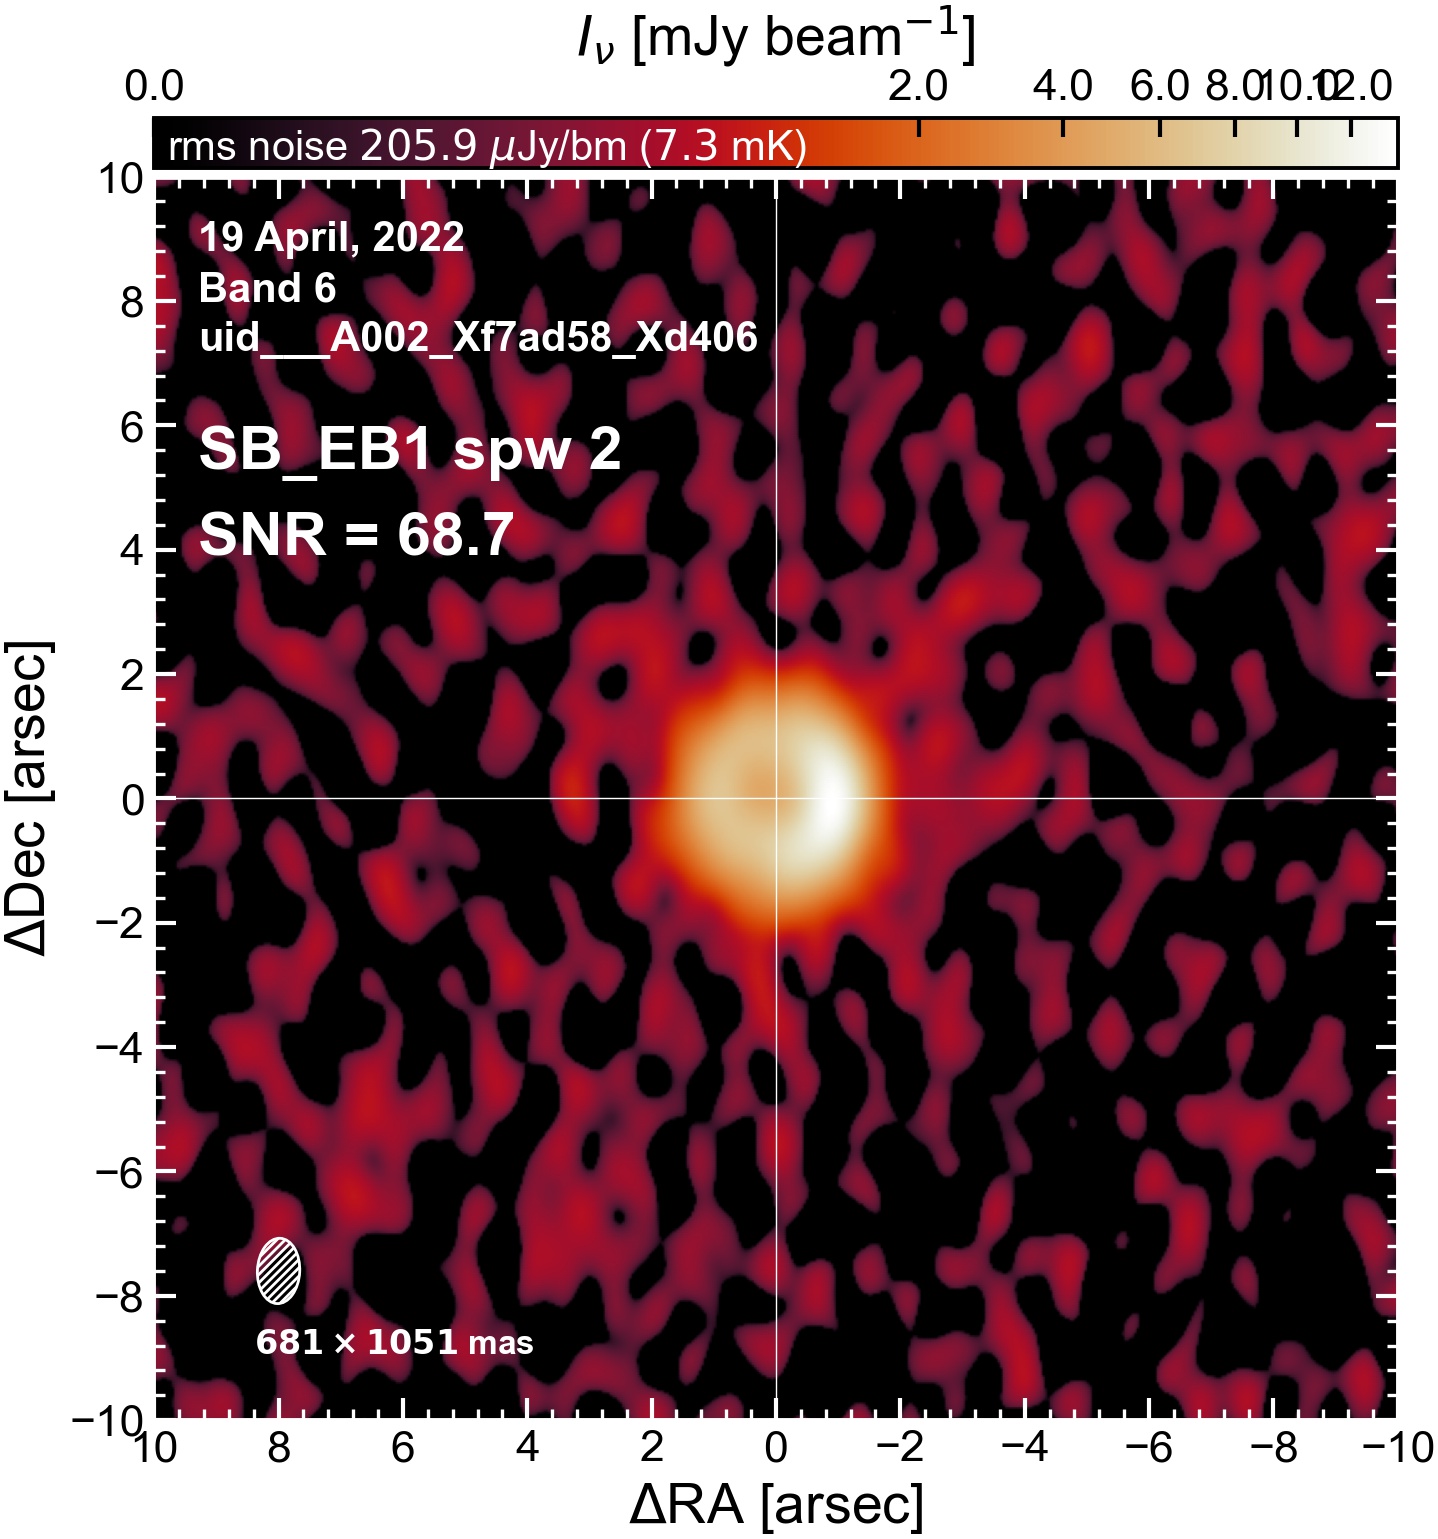 Iν [mJy beam⁻¹]
0.0 2.0 4.0 6.0 8.0 10.0 12.0
rms noise 205.9 μJy/bm (7.3 mK)
19 April, 2022
Band 6
uid___A002_Xf7ad58_Xd406
SB_EB1 spw 2
SNR = 68.7
10
8
6
4
2
0
−2
−4
−6
−8
−10
ΔDec [arsec]
681 × 1051 mas
10 8 6 4 2 0 −2 −4 −6 −8 −10
ΔRA [arsec]